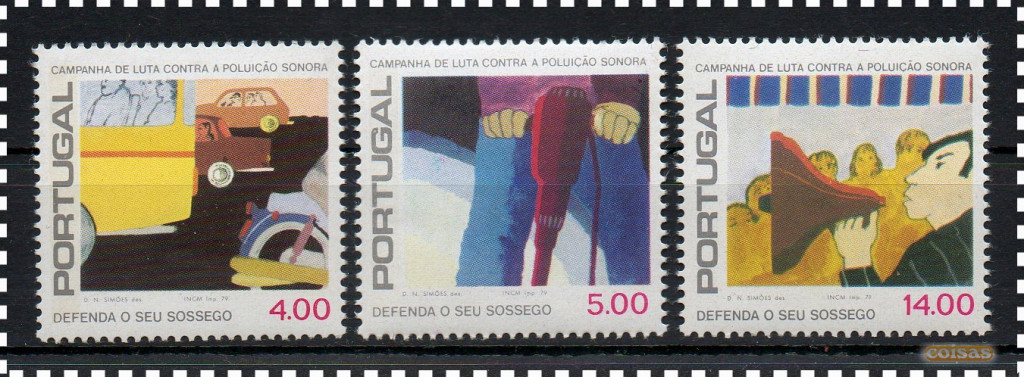 CAMPANHA DE LUTA CONTRA A POLUIÇÃO SONORA
PORTUGAL
D. N. SIMÕES des. INCM Imp. 79
DEFENDA O SEU SOSSEGO 4.00
CAMPANHA DE LUTA CONTRA A POLUIÇÃO SONORA
PORTUGAL
D. N. SIMÕES des. INCM Imp. 79
DEFENDA O SEU SOSSEGO 5.00
CAMPANHA DE LUTA CONTRA A POLUIÇÃO SONORA
PORTUGAL
D. N. SIMÕES des. INCM Imp. 79
DEFENDA O SEU SOSSEGO 14.00
coisas